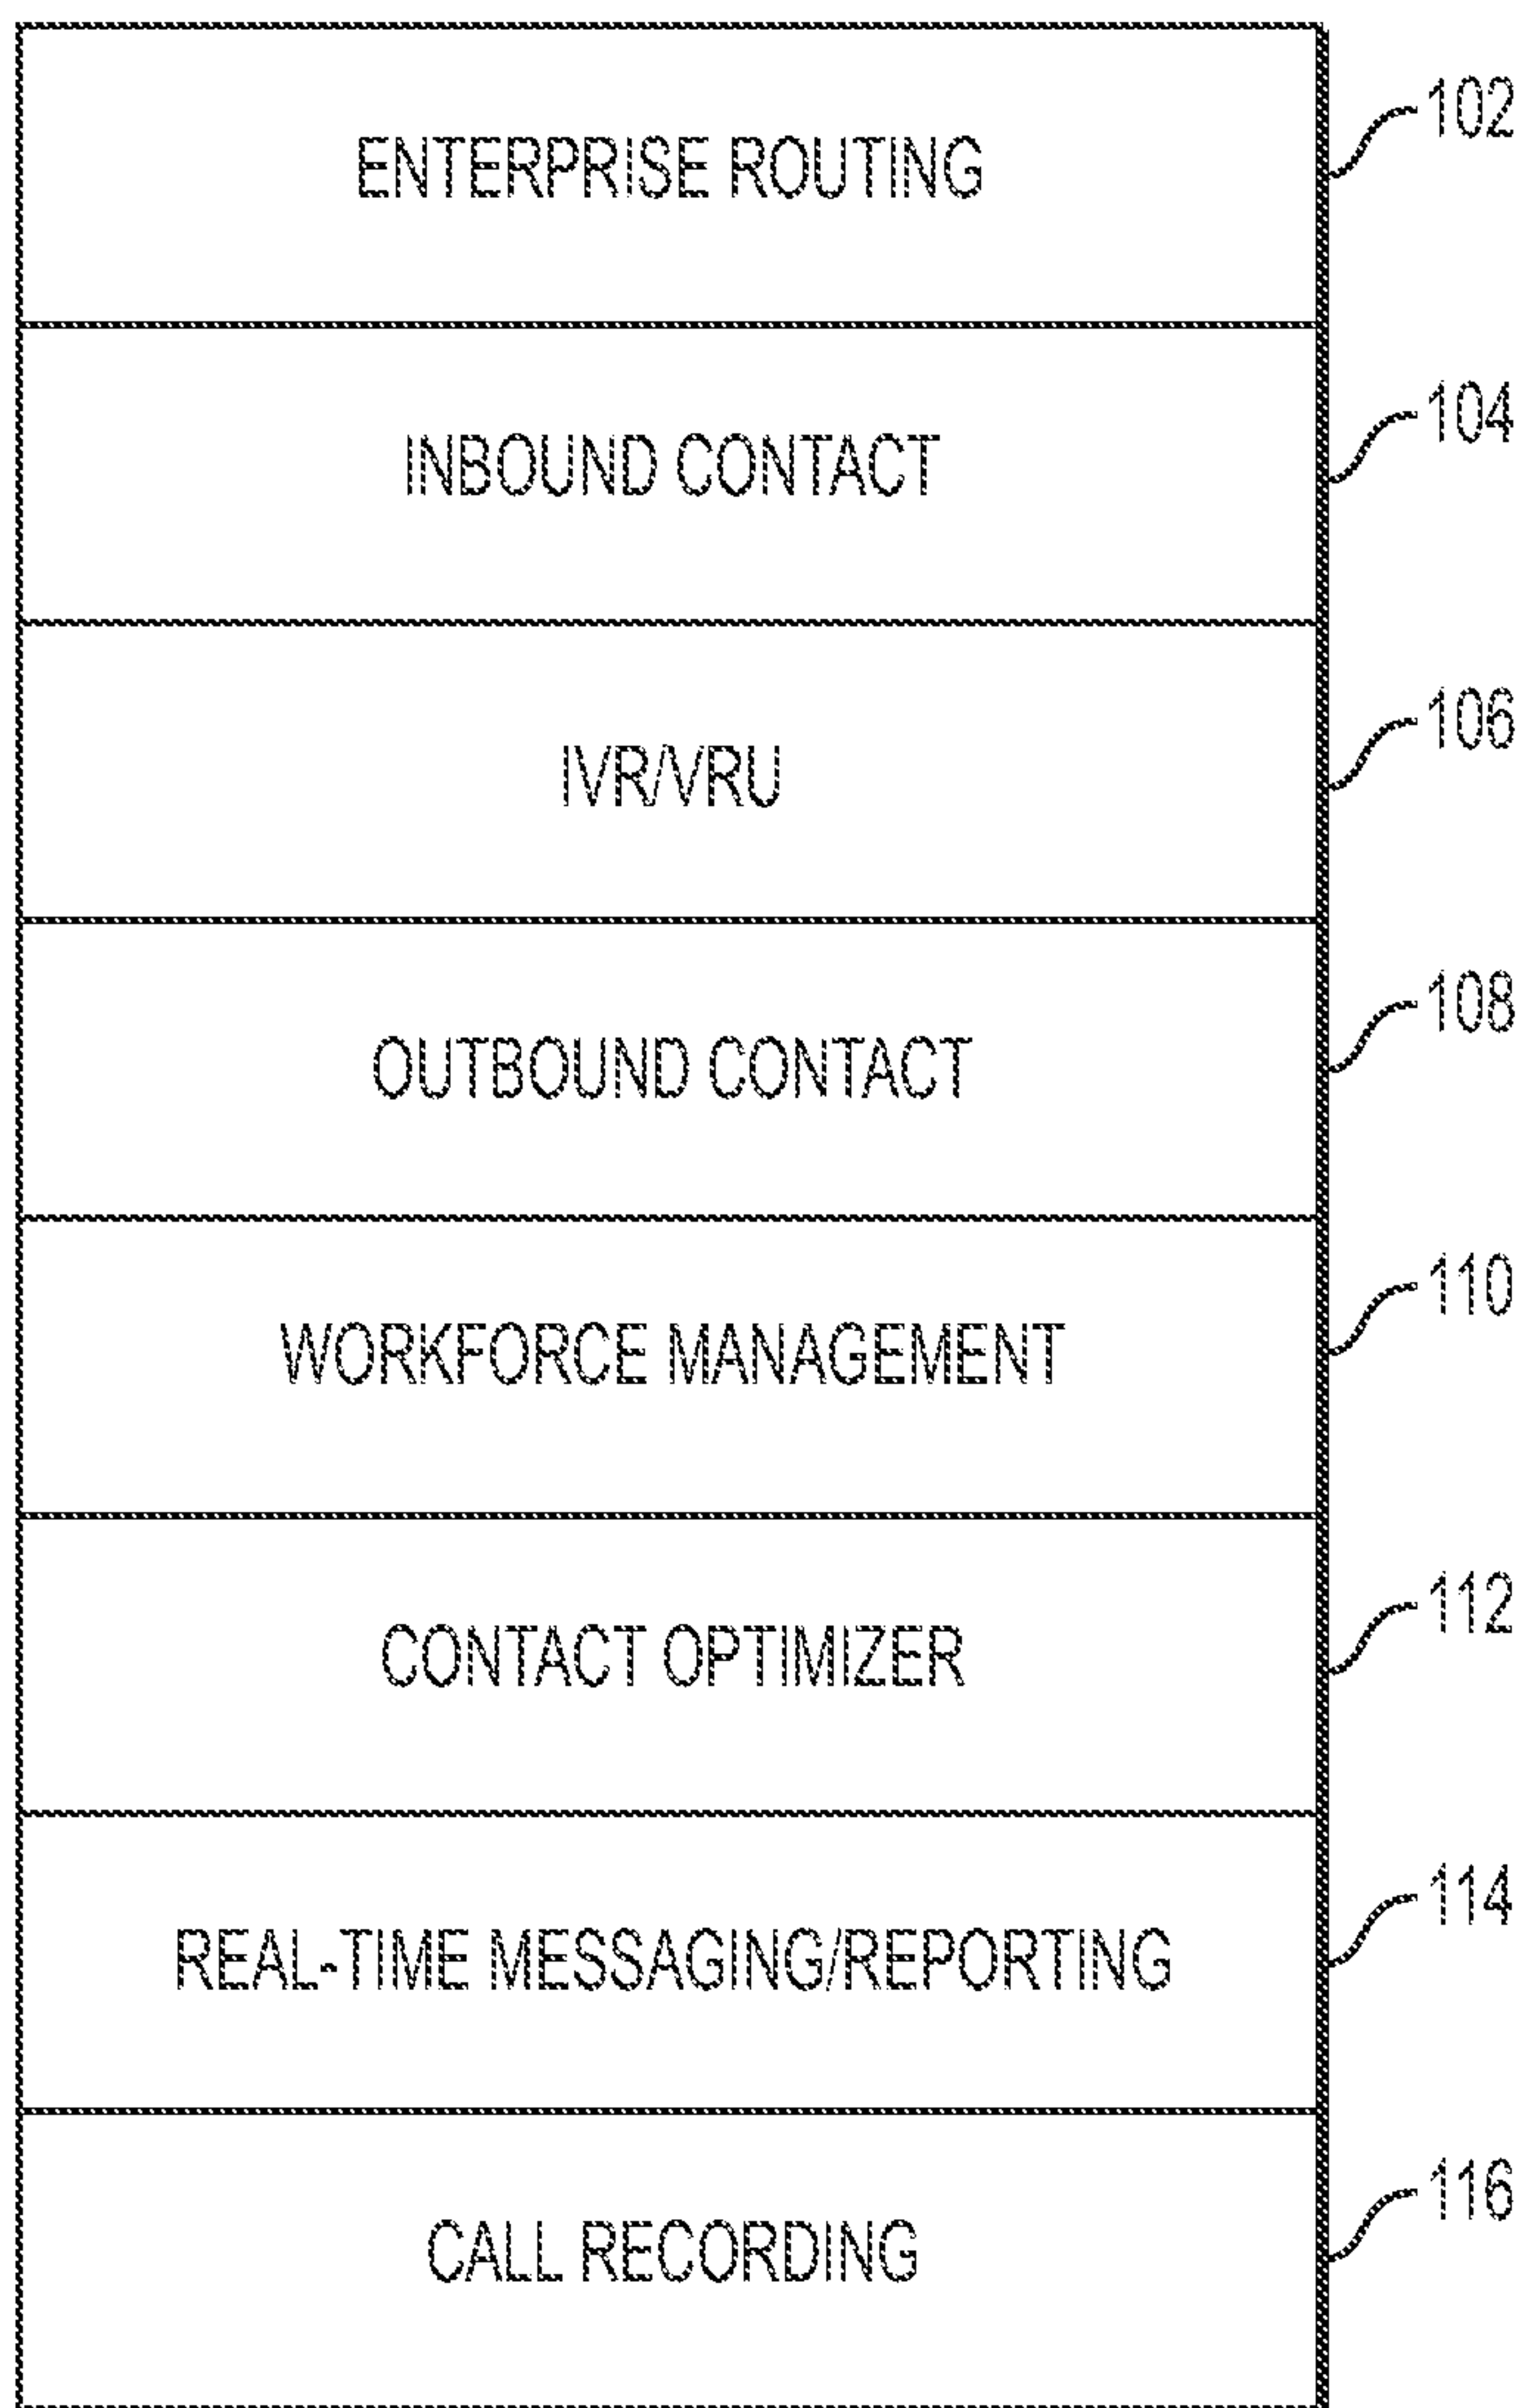 ENTERPRISE ROUTING
102
INBOUND CONTACT
104
IVR/VRU
106
OUTBOUND CONTACT
108
WORKFORCE MANAGEMENT
110
CONTACT OPTIMIZER
112
REAL-TIME MESSAGING/REPORTING
114
CALL RECORDING
116